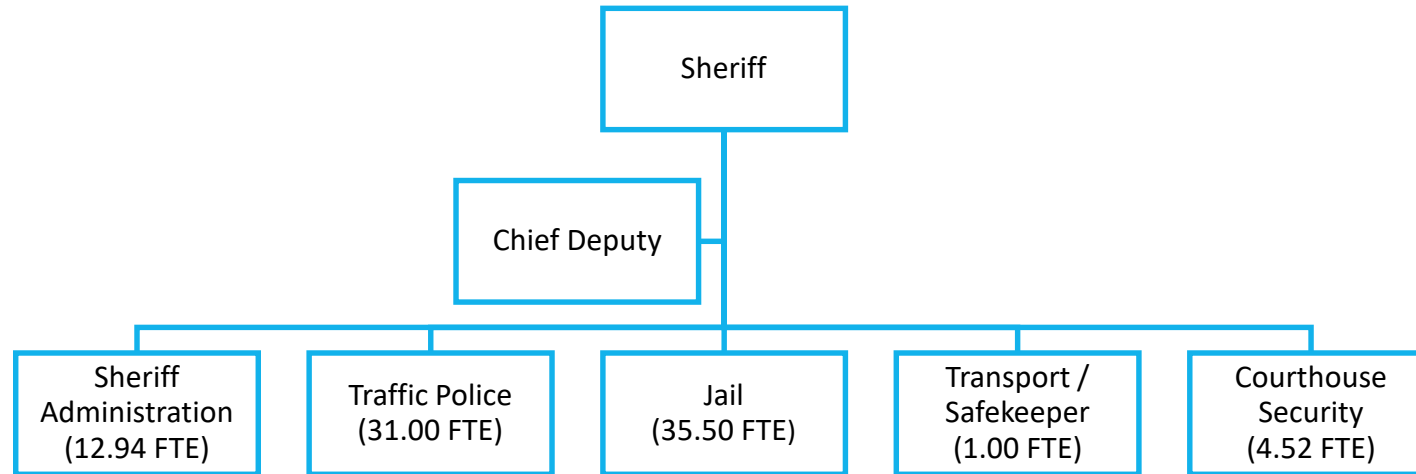 Sheriff
Chief Deputy
Sheriff
Administration
(12.94 FTE)
Traffic Police
(31.00 FTE)
Jail
(35.50 FTE)
Transport /
Safekeeper
(1.00 FTE)
Courthouse
Security
(4.52 FTE)